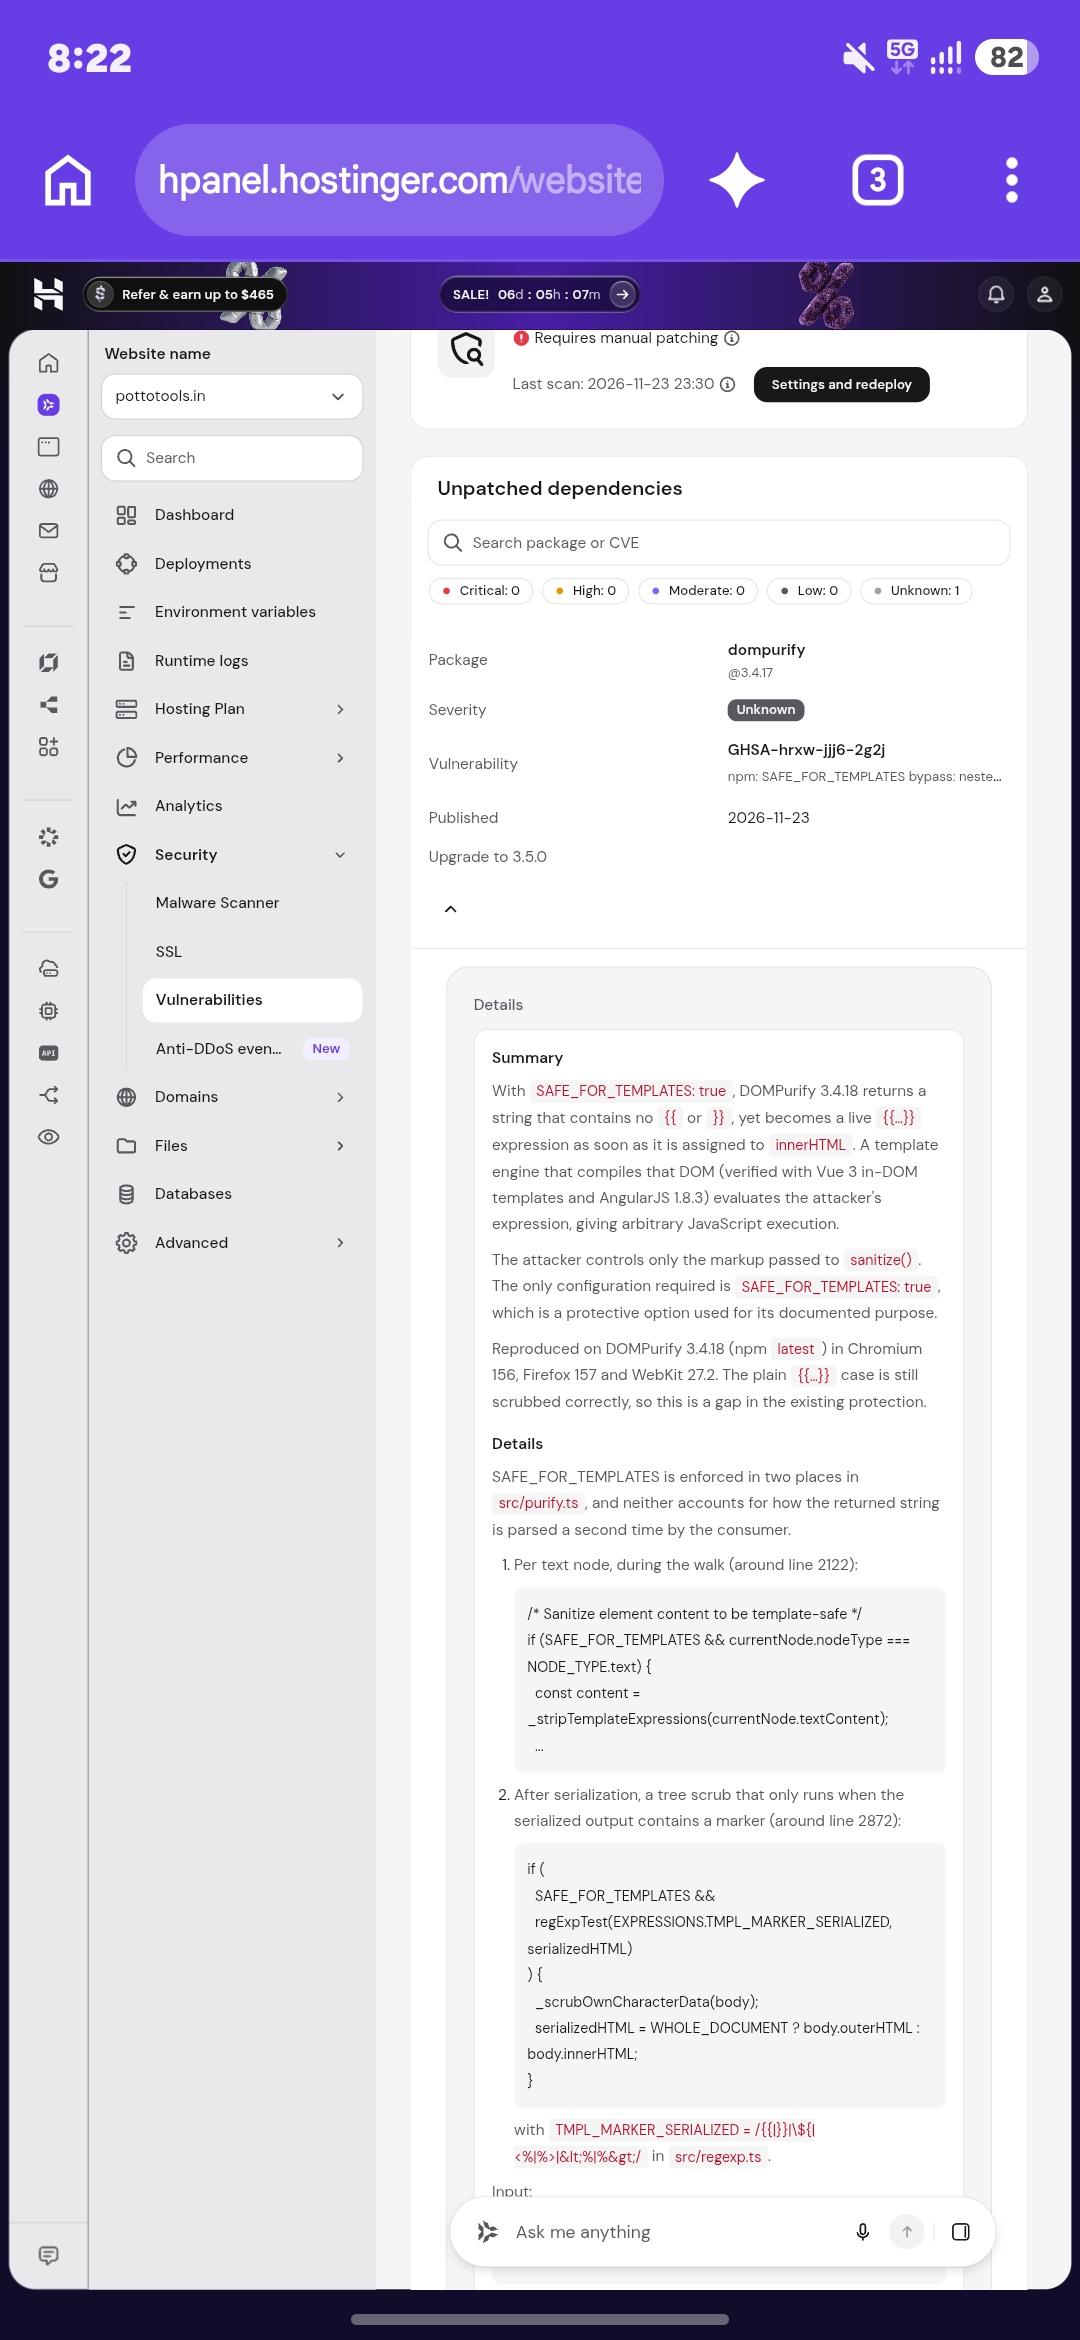 8:22
5G
82
hpanel.hostinger.com/website
3
Refer & earn up to $465
SALE! 06d : 05h : 07m
Website name
pottotools.in
Search
Dashboard
Deployments
Environment variables
Runtime logs
Hosting Plan
Performance
Analytics
Security
Malware Scanner
SSL
Vulnerabilities
Anti-DDoS even... New
Domains
Files
Databases
Advanced
API
Requires manual patching
Last scan: 2026-11-23 23:30
Settings and redeploy
Unpatched dependencies
Search package or CVE
Critical: 0 High: 0 Moderate: 0 Low: 0 Unknown: 1
Package dompurify
@3.4.17
Severity Unknown
Vulnerability GHSA-hrxw-jjj6-2g2j
npm: SAFE_FOR_TEMPLATES bypass: neste...
Published 2026-11-23
Upgrade to 3.5.0
Details
Summary
With SAFE_FOR_TEMPLATES: true , DOMPurify 3.4.18 returns a
string that contains no {{ or }} , yet becomes a live {{...}}
expression as soon as it is assigned to innerHTML . A template
engine that compiles that DOM (verified with Vue 3 in-DOM
templates and AngularJS 1.8.3) evaluates the attacker's
expression, giving arbitrary JavaScript execution.
The attacker controls only the markup passed to sanitize() .
The only configuration required is SAFE_FOR_TEMPLATES: true ,
which is a protective option used for its documented purpose.
Reproduced on DOMPurify 3.4.18 (npm latest ) in Chromium
156, Firefox 157 and WebKit 27.2. The plain {{...}} case is still
scrubbed correctly, so this is a gap in the existing protection.
Details
SAFE_FOR_TEMPLATES is enforced in two places in
src/purify.ts , and neither accounts for how the returned string
is parsed a second time by the consumer.
1. Per text node, during the walk (around line 2122):
/* Sanitize element content to be template-safe */
if (SAFE_FOR_TEMPLATES && currentNode.nodeType ===
NODE_TYPE.text) {
const content =
_stripTemplateExpressions(currentNode.textContent);
...
2. After serialization, a tree scrub that only runs when the
serialized output contains a marker (around line 2872):
if (
SAFE_FOR_TEMPLATES &&
regExpTest(EXPRESSIONS.TMPL_MARKER_SERIALIZED,
serializedHTML)
) {
_scrubOwnCharacterData(body);
serializedHTML = WHOLE_DOCUMENT ? body.outerHTML :
body.innerHTML;
}
with TMPL_MARKER_SERIALIZED = /{{|}}|\${|
<%|%>|&lt;%|%&gt;/ in src/regexp.ts .
Input:
Ask me anything